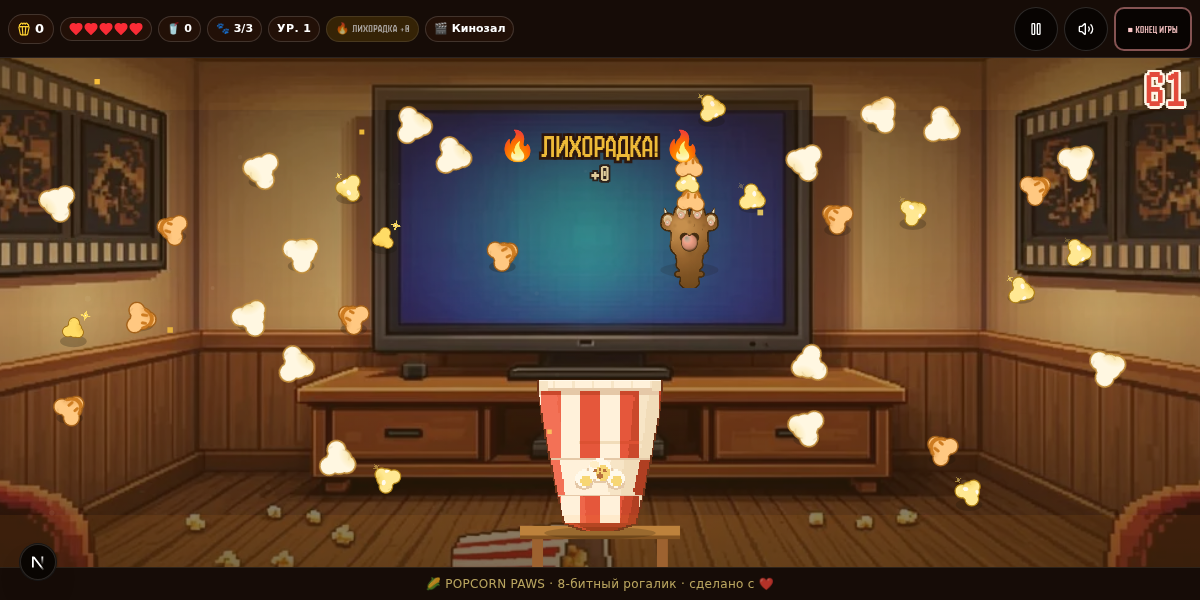 🍿 0 ❤️❤️❤️❤️❤️ 🥛 0 🐾 3/3 УР. 1 🔥 ЛИХОРАДКА +8 🎬 Кинозал ■ КОНЕЦ ИГРЫ
61
🔥 ЛИХОРАДКА! 🔥
+8
N
🌽 POPCORN PAWS · 8-битный рогалик · сделано с ❤️